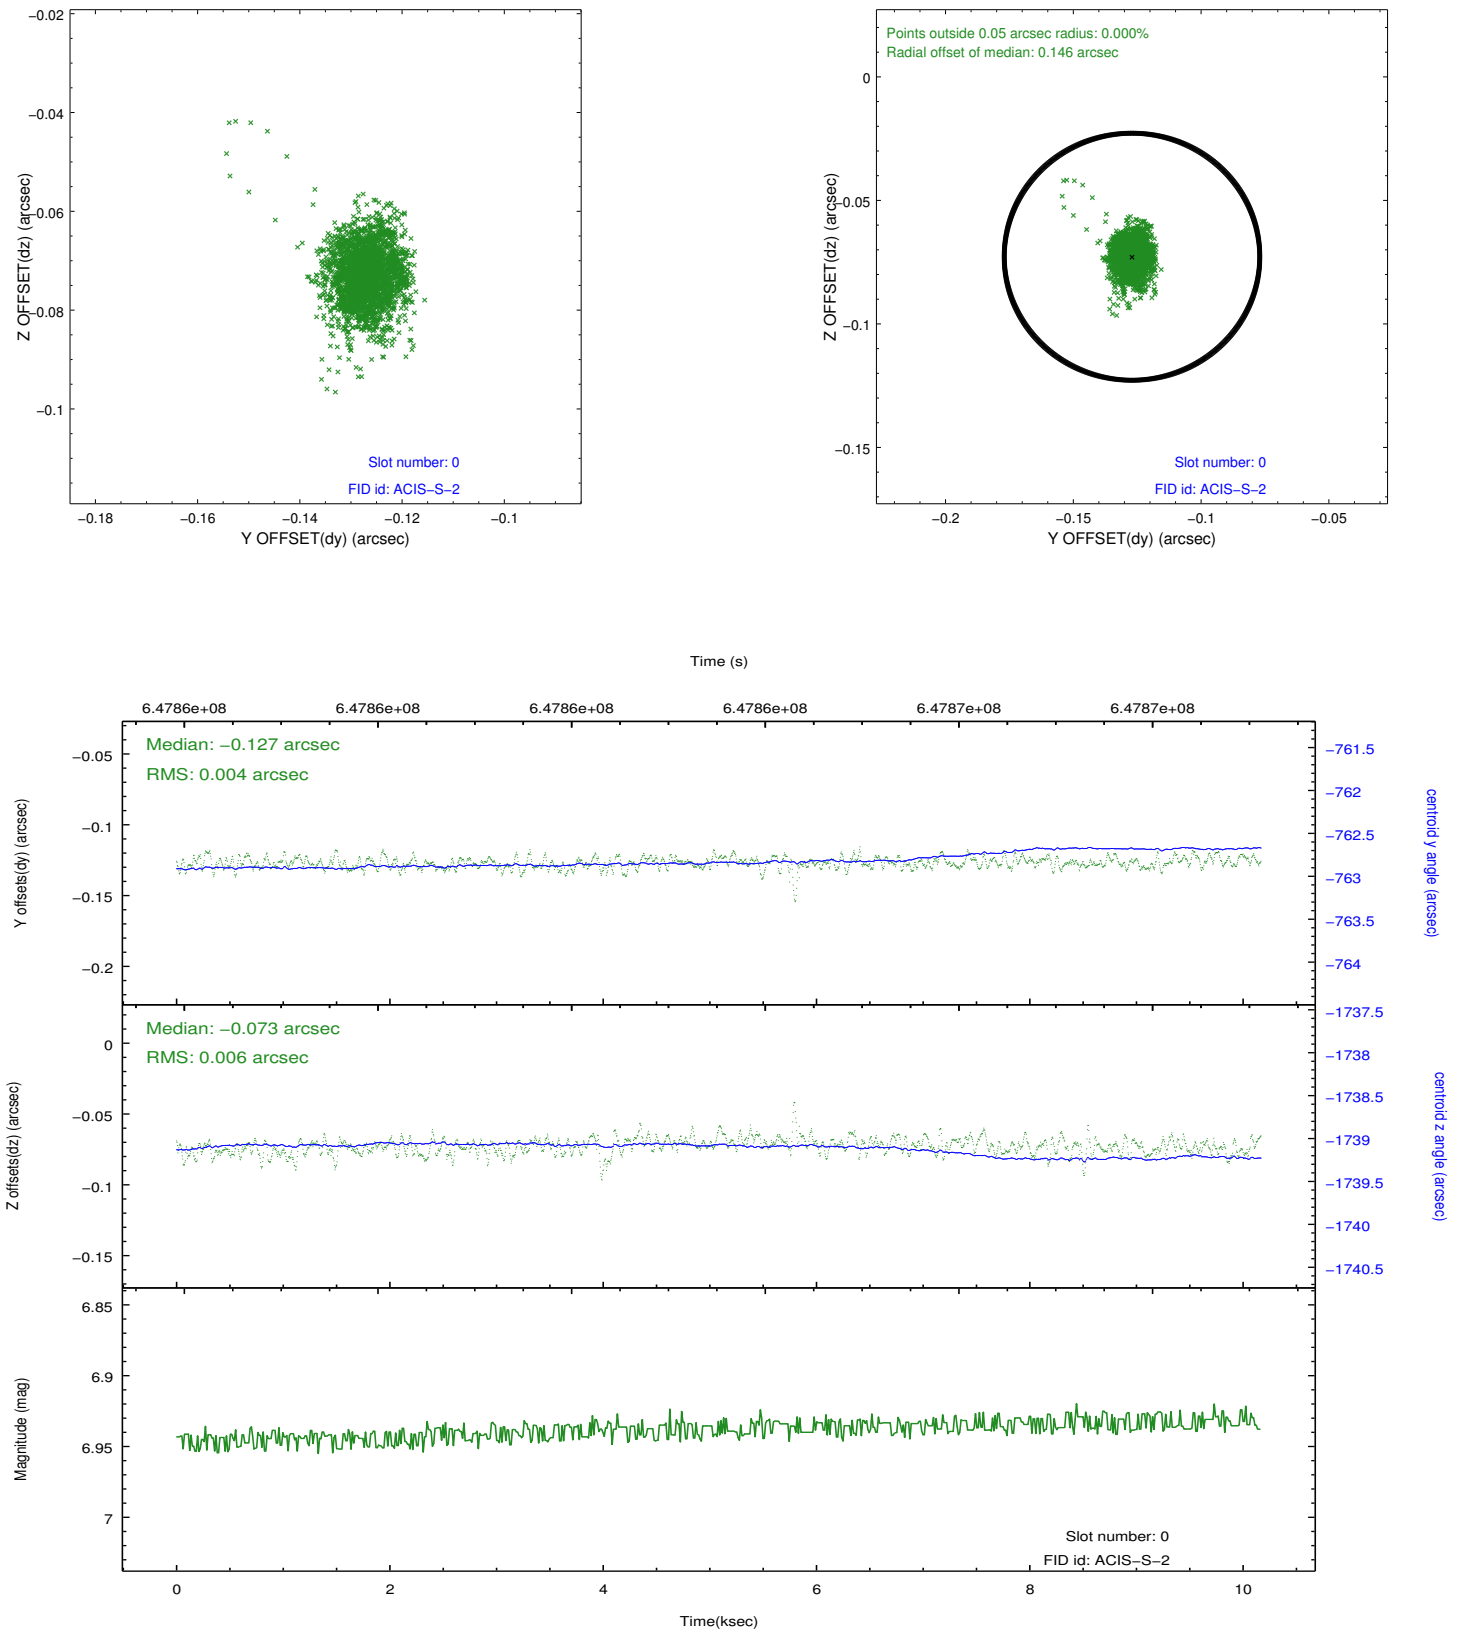 −0.02
−0.04
−0.06
−0.08
−0.1
Z OFFSET(dz) (arcsec)
Slot number: 0
FID id: ACIS−S−2
−0.18 −0.16 −0.14 −0.12 −0.1
Y OFFSET(dy) (arcsec)
Points outside 0.05 arcsec radius: 0.000%
Radial offset of median: 0.146 arcsec
0
−0.05
−0.1
−0.15
Z OFFSET(dz) (arcsec)
Slot number: 0
FID id: ACIS−S−2
−0.2 −0.15 −0.1 −0.05
Y OFFSET(dy) (arcsec)
Time (s)
6.4786e+08 6.4786e+08 6.4786e+08 6.4786e+08 6.4787e+08 6.4787e+08
Median: −0.127 arcsec
RMS: 0.004 arcsec
−0.05
−0.1
−0.15
−0.2
Y offsets(dy) (arcsec)
−761.5
−762
−762.5
−763
−763.5
−764
centroid y angle (arcsec)
Median: −0.073 arcsec
RMS: 0.006 arcsec
0
−0.05
−0.1
−0.15
Z offsets(dz) (arcsec)
−1737.5
−1738
−1738.5
−1739
−1739.5
−1740
−1740.5
centroid z angle (arcsec)
6.85
6.9
6.95
7
Magnitude (mag)
Slot number: 0
FID id: ACIS−S−2
0 2 4 6 8 10
Time(ksec)